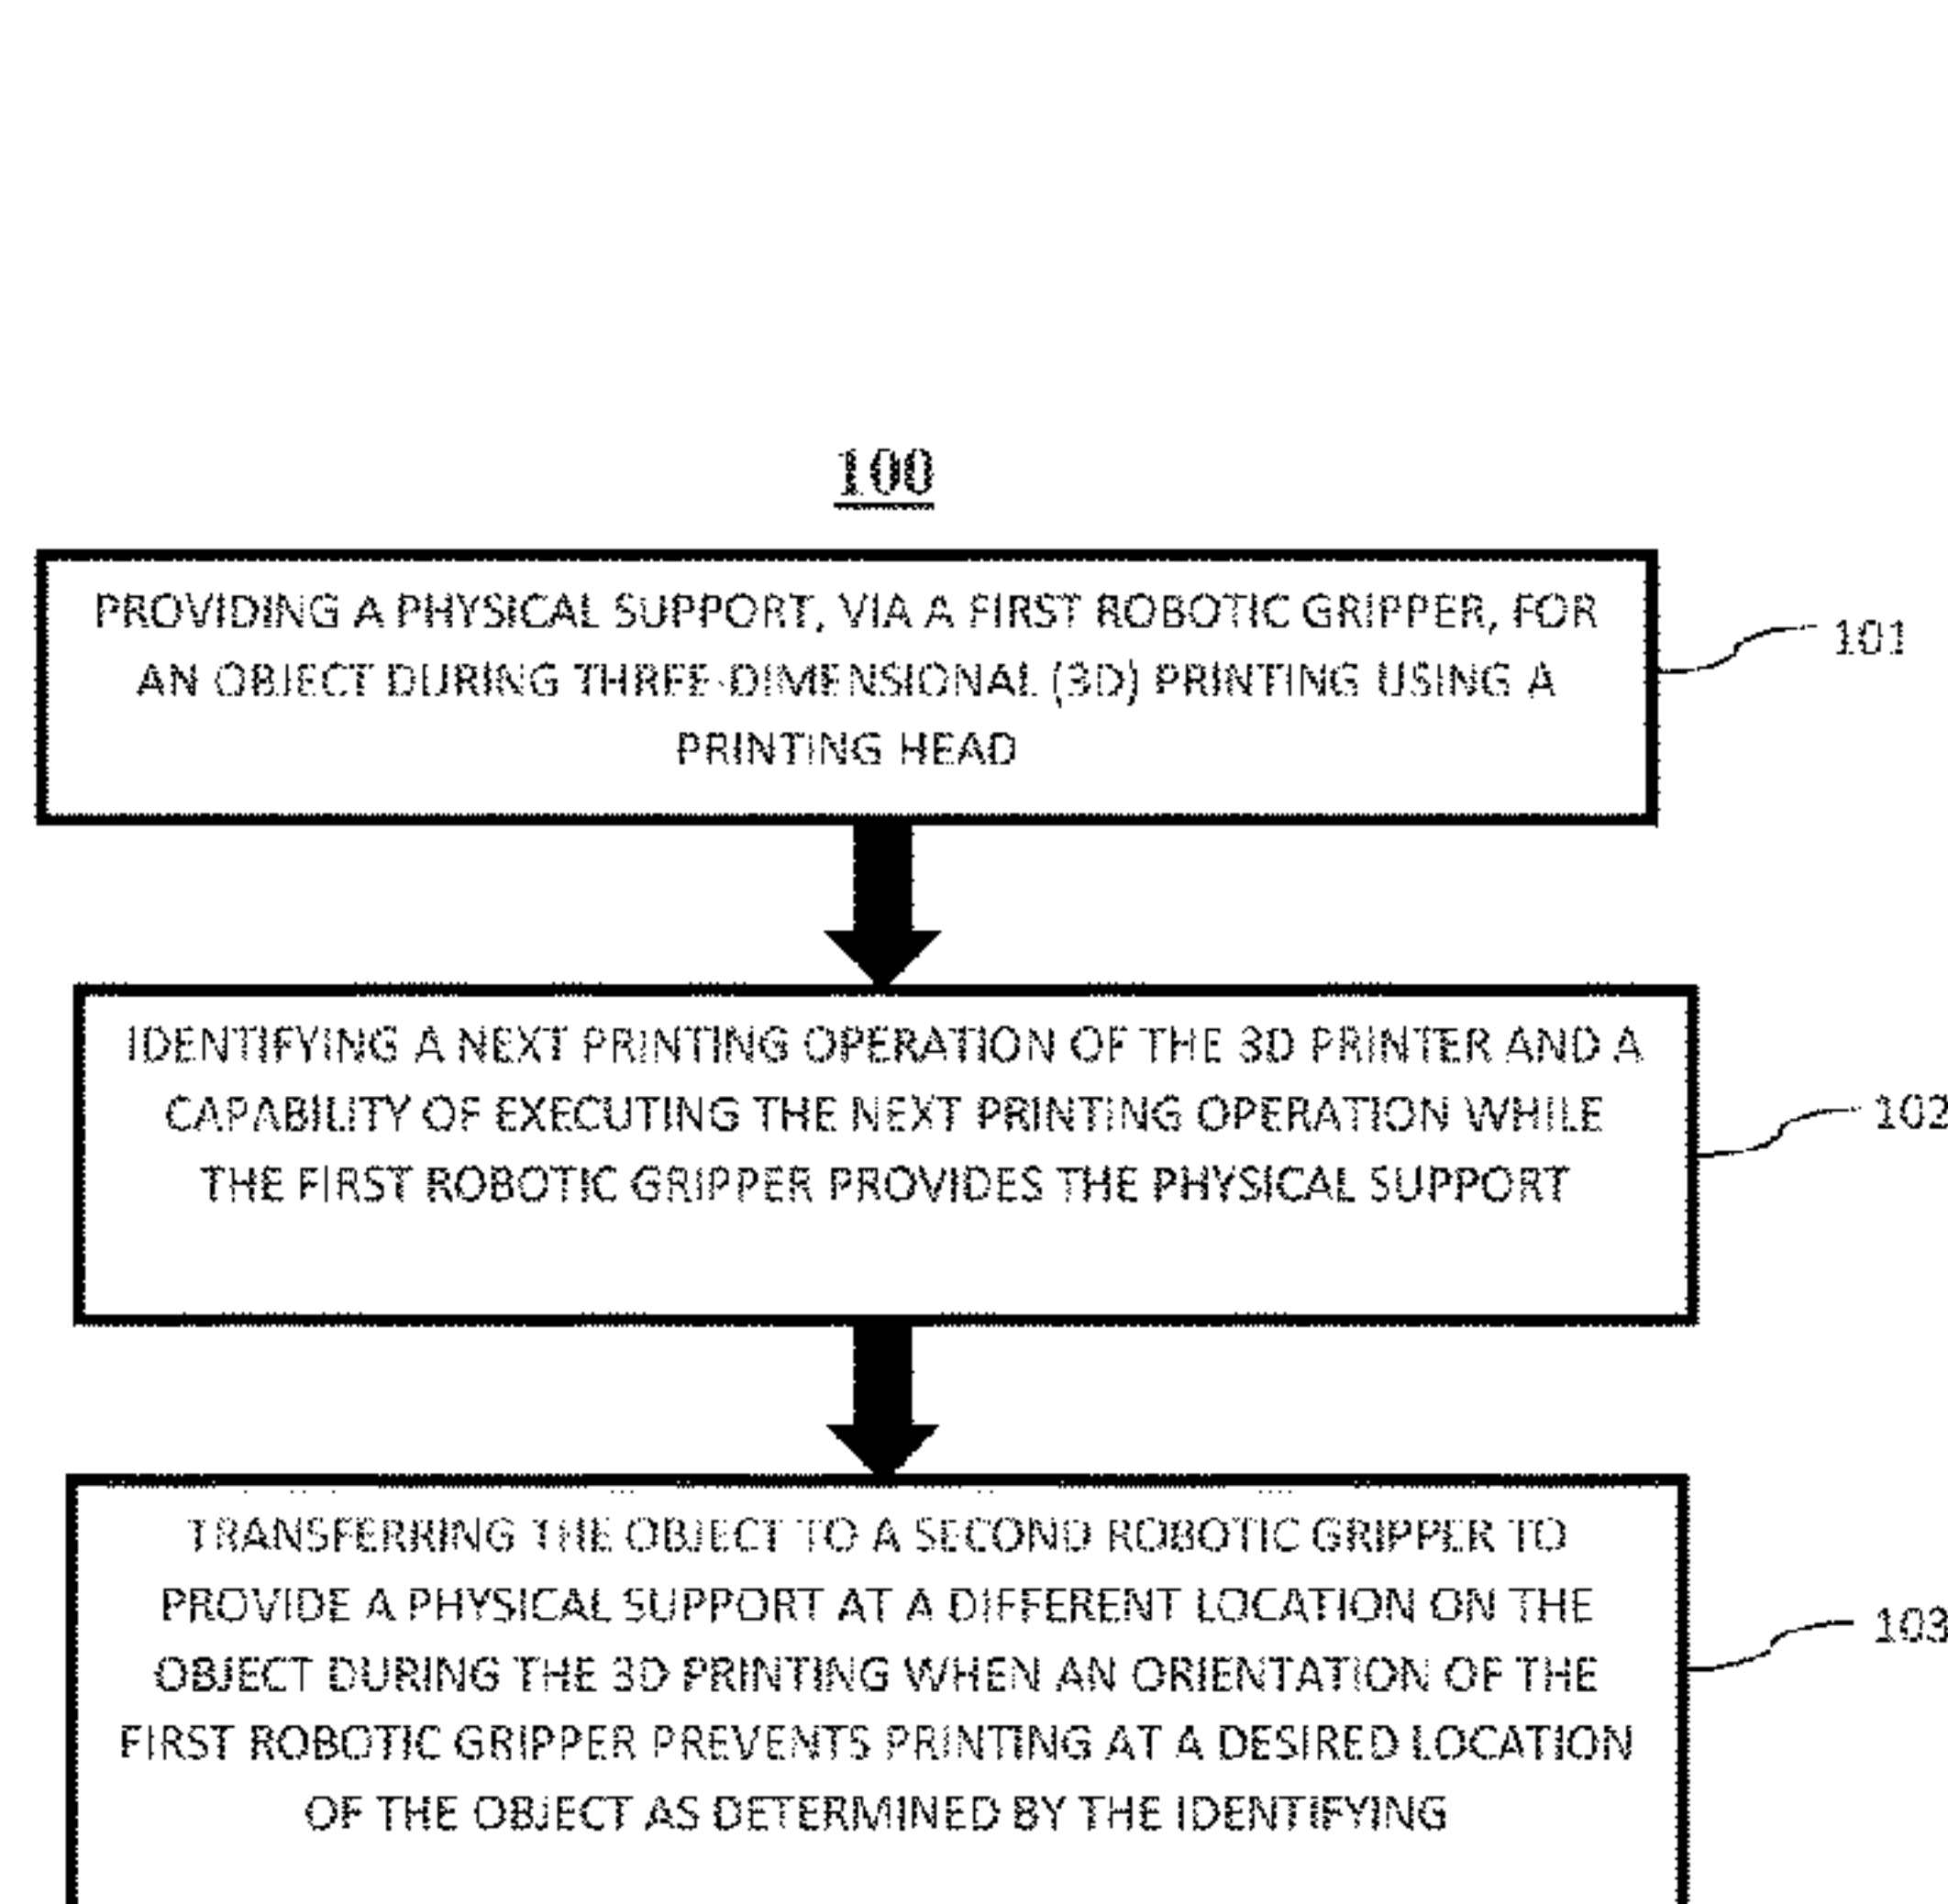 100
PROVIDING A PHYSICAL SUPPORT, VIA A FIRST ROBOTIC GRIPPER, FOR
AN OBJECT DURING THREE-DIMENSIONAL (3D) PRINTING USING A
PRINTING HEAD
101
IDENTIFYING A NEXT PRINTING OPERATION OF THE 3D PRINTER AND A
CAPABILITY OF EXECUTING THE NEXT PRINTING OPERATION WHILE
THE FIRST ROBOTIC GRIPPER PROVIDES THE PHYSICAL SUPPORT
102
TRANSFERRING THE OBJECT TO A SECOND ROBOTIC GRIPPER TO
PROVIDE A PHYSICAL SUPPORT AT A DIFFERENT LOCATION ON THE
OBJECT DURING THE 3D PRINTING WHEN AN ORIENTATION OF THE
FIRST ROBOTIC GRIPPER PREVENTS PRINTING AT A DESIRED LOCATION
OF THE OBJECT AS DETERMINED BY THE IDENTIFYING
103